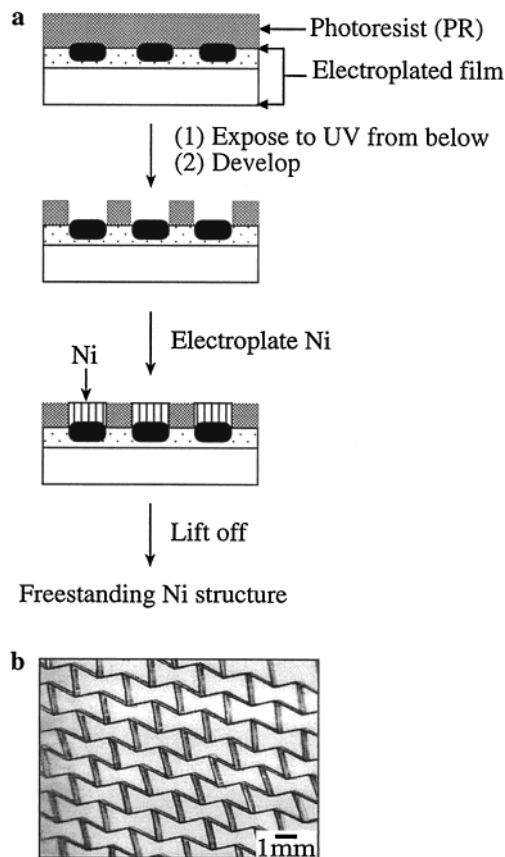 a
Photoresist (PR)
Electroplated film
(1) Expose to UV from below
(2) Develop
Electroplate Ni
Ni
Lift off
Freestanding Ni structure
b
1mm